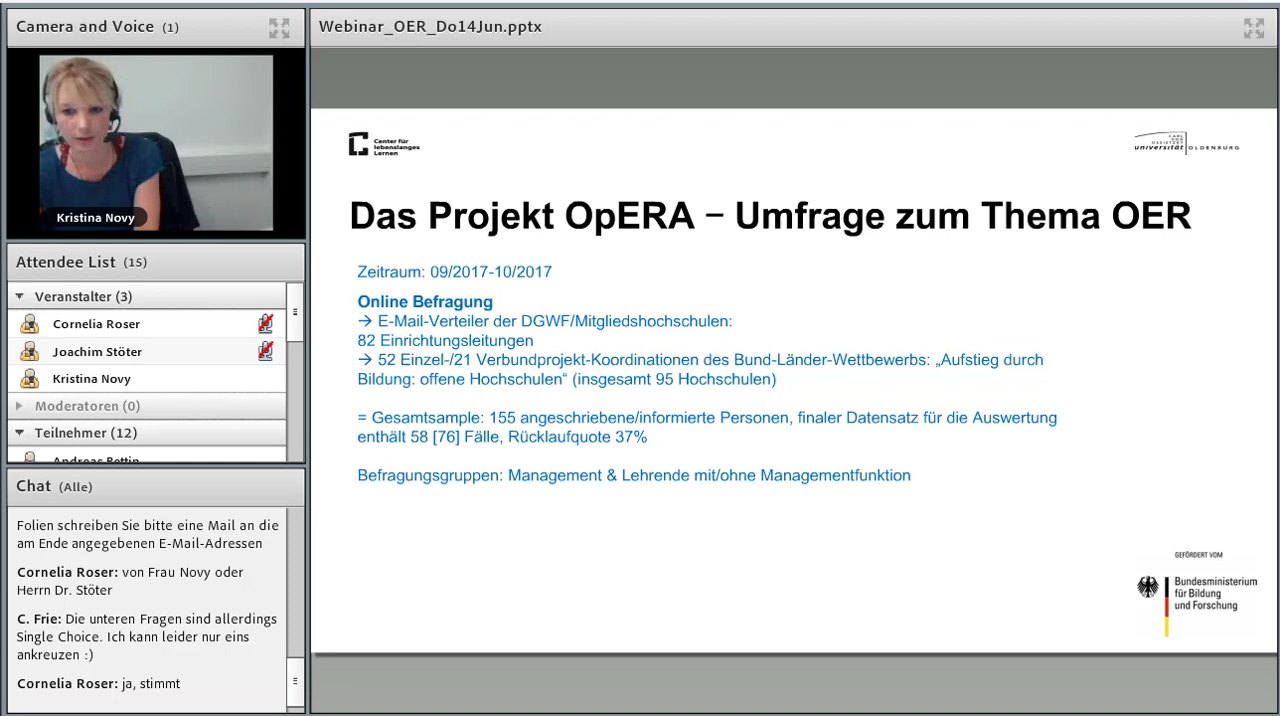 Camera and Voice (1)
Kristina Novy
Attendee List (15)
Veranstalter (3)
Cornelia Roser
Joachim Stöter
Kristina Novy
Moderatoren (0)
Teilnehmer (12)
Chat (Alle)
Folien schreiben Sie bitte eine Mail an die
am Ende angegebenen E-Mail-Adressen
Cornelia Roser: von Frau Novy oder
Herrn Dr. Stöter
C. Frie: Die unteren Fragen sind allerdings
Single Choice. Ich kann leider nur eins
ankreuzen :)
Cornelia Roser: ja, stimmt
Webinar_OER_Do14Jun.pptx
Center für
lebenslanges
Lernen
CARL
VON
OSSIETZKY
universität OLDENBURG
Das Projekt OpERA – Umfrage zum Thema OER
Zeitraum: 09/2017-10/2017
Online Befragung
→ E-Mail-Verteiler der DGWF/Mitgliedshochschulen:
82 Einrichtungsleitungen
→ 52 Einzel-/21 Verbundprojekt-Koordinationen des Bund-Länder-Wettbewerbs: „Aufstieg durch
Bildung: offene Hochschulen“ (insgesamt 95 Hochschulen)
= Gesamtsample: 155 angeschriebene/informierte Personen, finaler Datensatz für die Auswertung
enthält 58 [76] Fälle, Rücklaufquote 37%
Befragungsgruppen: Management & Lehrende mit/ohne Managementfunktion
GEFÖRDERT VOM
Bundesministerium
für Bildung
und Forschung